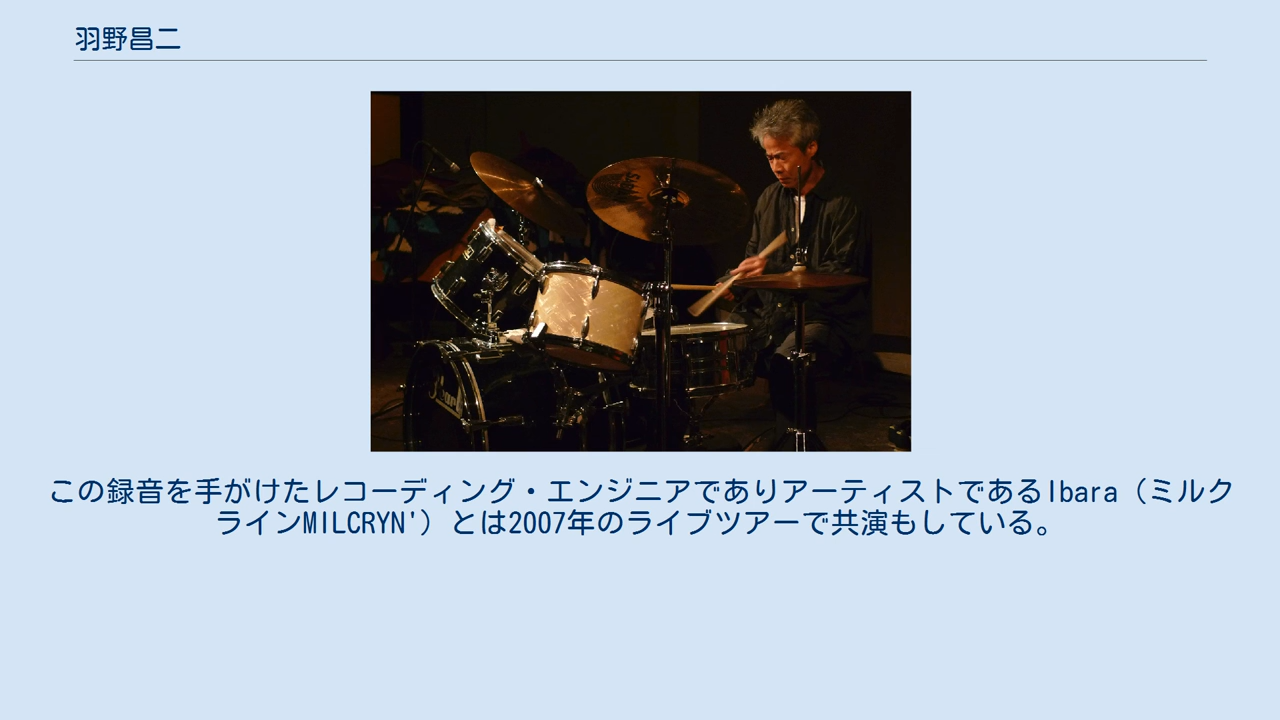 羽野昌二
この録音を手がけたレコーディング・エンジニアでありアーティストであるIbara（ミルク
ラインMILCRYN'）とは2007年のライブツアーで共演もしている。